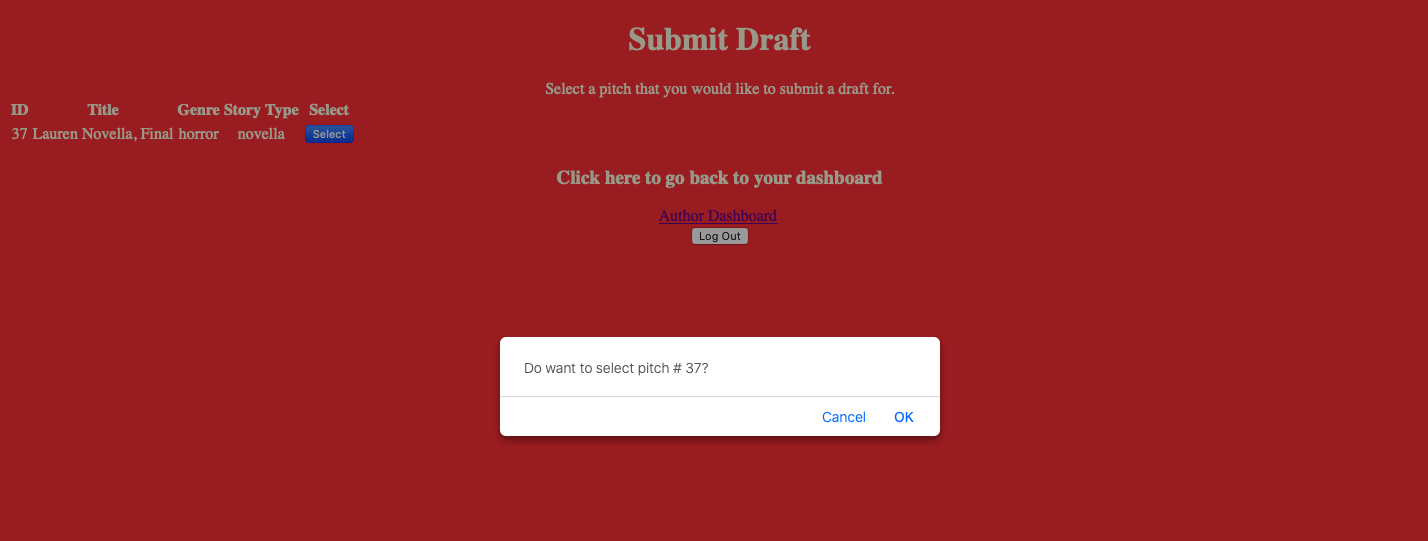 Submit Draft
Select a pitch that you would like to submit a draft for.
ID Title Genre Story Type Select
37 Lauren Novella, Final horror novella Select
Click here to go back to your dashboard
Author Dashboard
Log Out
Do want to select pitch # 37?
Cancel OK